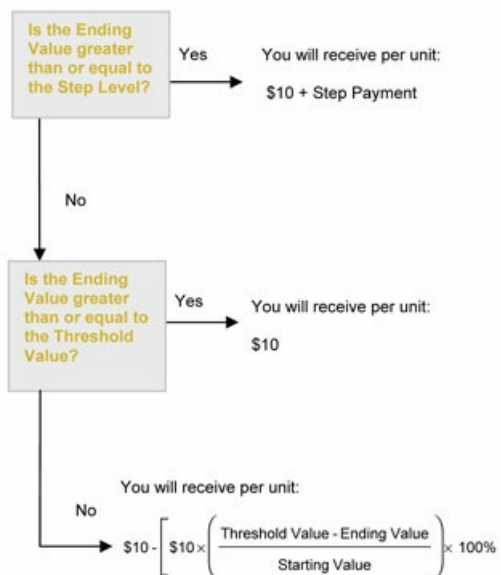 Is the Ending
Value greater
than or equal to
the Step Level?
Yes
You will receive per unit:
$10 + Step Payment
No
Is the Ending
Value greater
than or equal to
the Threshold
Value?
Yes
You will receive per unit:
$10
You will receive per unit:
No
$10 - [ $10 × ( Threshold Value - Ending Value
Starting Value ) × 100%